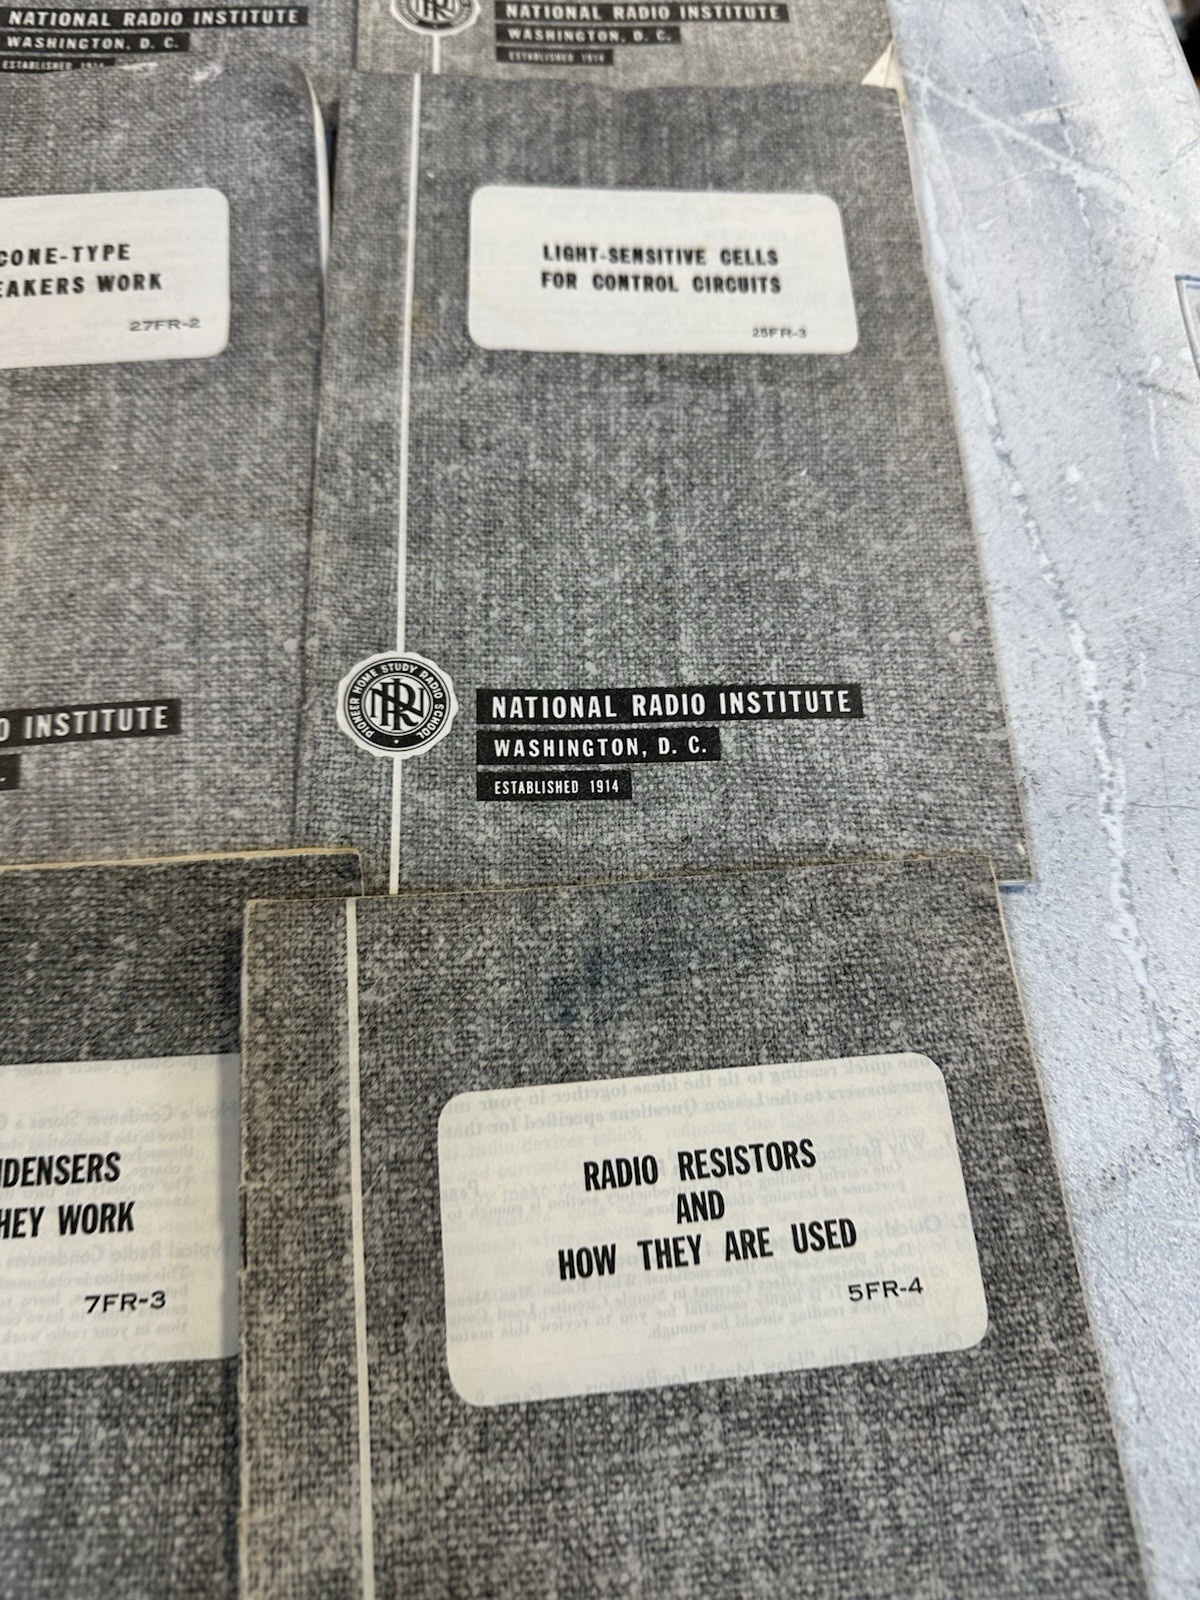 NATIONAL RADIO INSTITUTE
WASHINGTON, D. C.
ESTABLISHED 1914
NATIONAL RADIO INSTITUTE
WASHINGTON, D. C.
ESTABLISHED 1914
CONE-TYPE
EAKERS WORK
27FR-2
LIGHT-SENSITIVE CELLS
FOR CONTROL CIRCUITS
25FR-3
O INSTITUTE
PIONEER HOME STUDY RADIO SCHOOL
NRI
NATIONAL RADIO INSTITUTE
WASHINGTON, D. C.
ESTABLISHED 1914
NDENSERS
HEY WORK
7FR-3
RADIO RESISTORS
AND
HOW THEY ARE USED
5FR-4